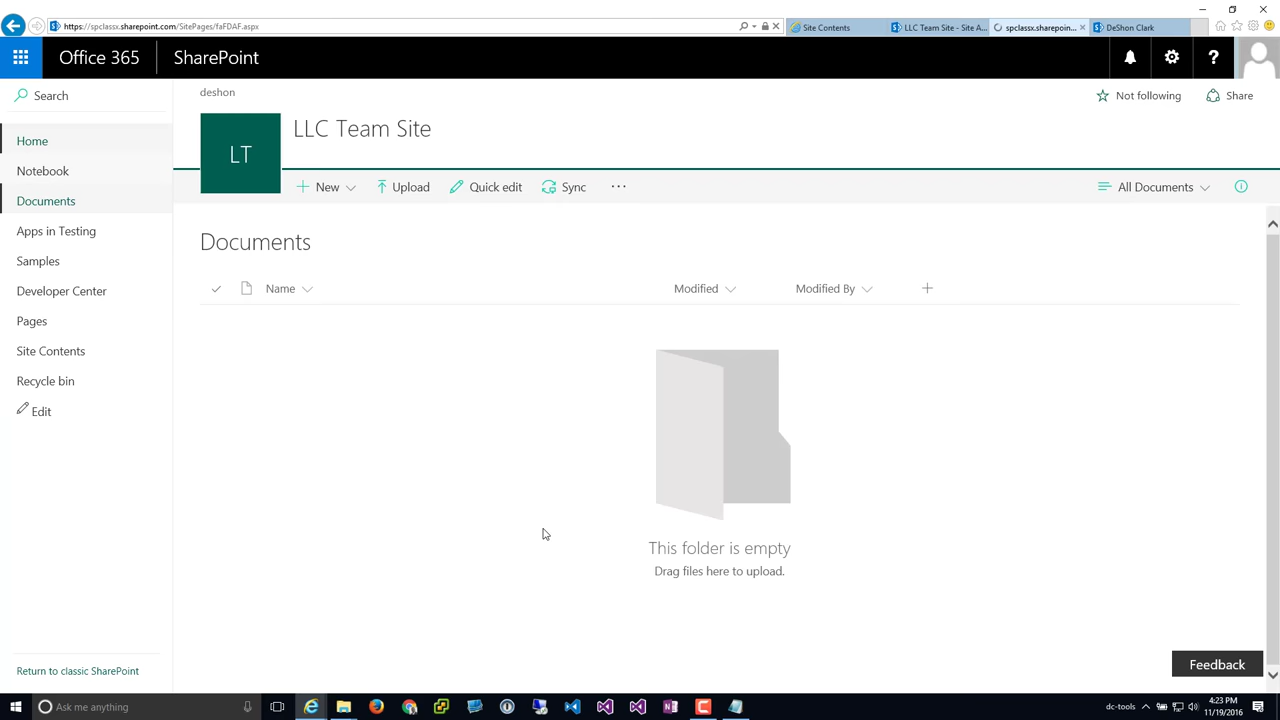 https://spclassx.sharepoint.com/SitePages/faFDAF.aspx
Site Contents
LLC Team Site - Site A...
spclassx.sharepoin...
DeShon Clark
Office 365
SharePoint
Search
deshon
Not following
Share
LT
LLC Team Site
Home
Notebook
Documents
Apps in Testing
Samples
Developer Center
Pages
Site Contents
Recycle bin
Edit
Return to classic SharePoint
New
Upload
Quick edit
Sync
All Documents
Documents
Name
Modified
Modified By
This folder is empty
Drag files here to upload.
Feedback
Ask me anything
dc-tools
4:23 PM
11/19/2016